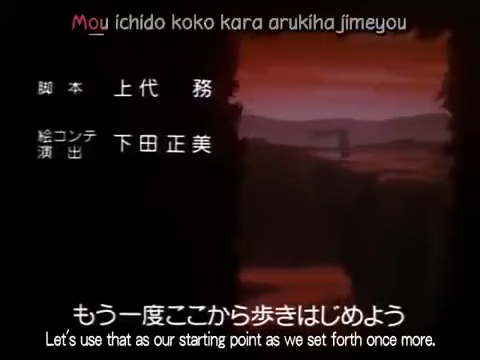 Mou ichido koko kara arukiha jimeyou
脚 本 上代 務
絵コンテ
演 出 下田正美
もう一度ここから歩きはじめよう
Let's use that as our starting point as we set forth once more.